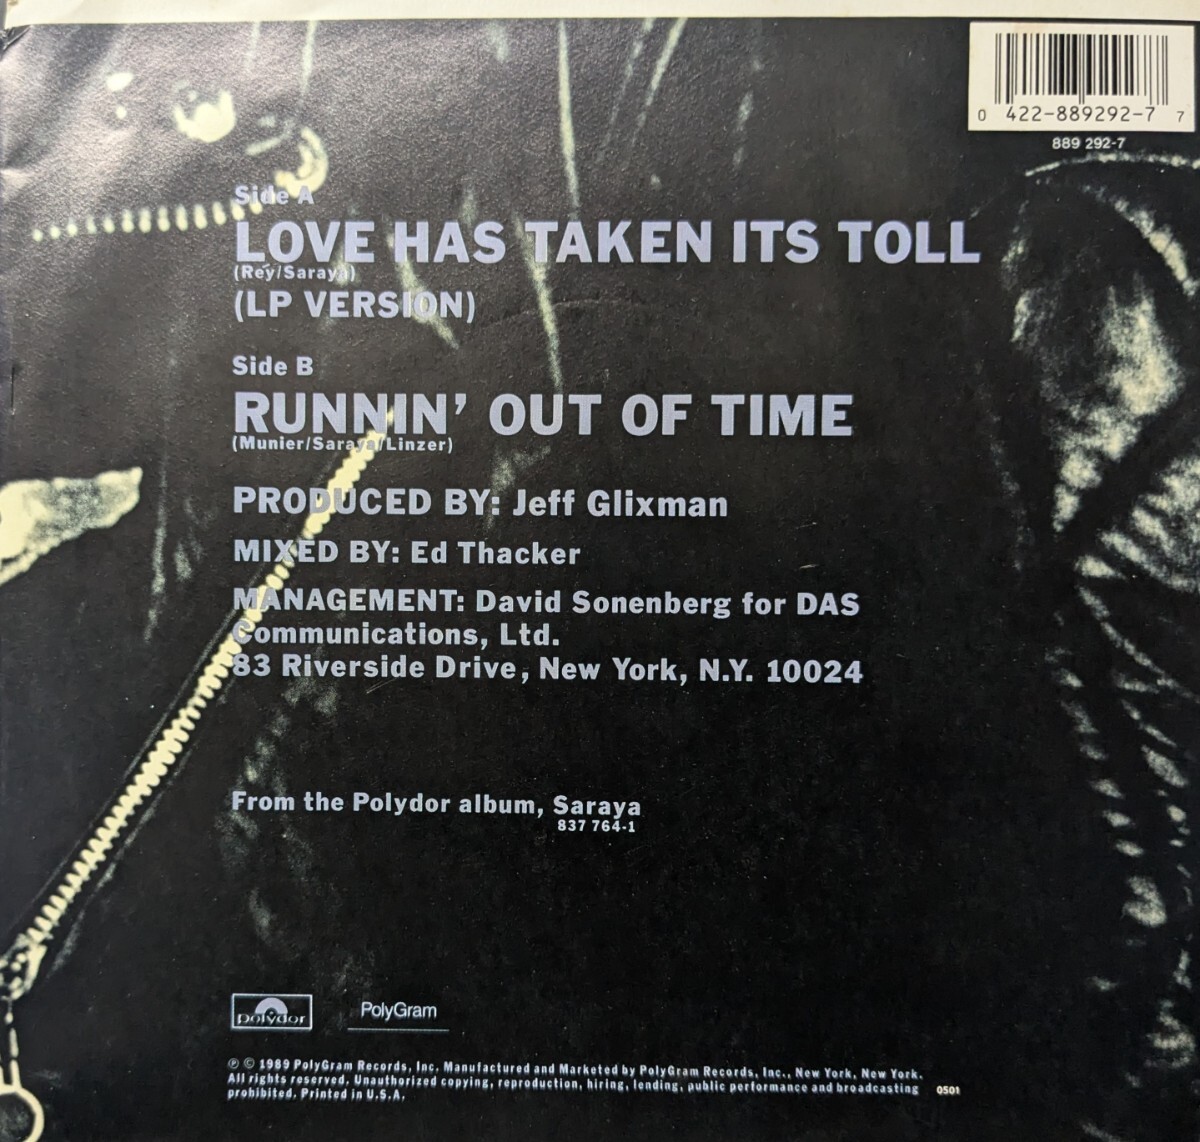 0 422-889292-7 7
889 292-7
Side A
LOVE HAS TAKEN ITS TOLL
(Rey/Saraya)
(LP VERSION)
Side B
RUNNIN' OUT OF TIME
(Munier/Saraya/Linzer)
PRODUCED BY: Jeff Glixman
MIXED BY: Ed Thacker
MANAGEMENT: David Sonenberg for DAS
Communications, Ltd.
83 Riverside Drive, New York, N.Y. 10024
From the Polydor album, Saraya
837 764-1
polydor
PolyGram
℗ © 1989 PolyGram Records, Inc. Manufactured and Marketed by PolyGram Records, Inc., New York, New York.
All rights reserved. Unauthorized copying, reproduction, hiring, lending, public performance and broadcasting
prohibited. Printed in U.S.A.
0501